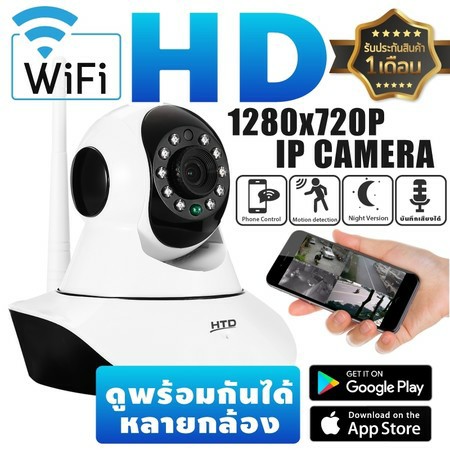 WiFi
HD
รับประกันสินค้า
1 เดือน
1280x720P
IP CAMERA
Phone Control
Motion detection
Night Version
บันทึกเสียงได้
HTD
ดูพร้อมกันได้
หลายกล้อง
GET IT ON
Google Play
Download on the
App Store